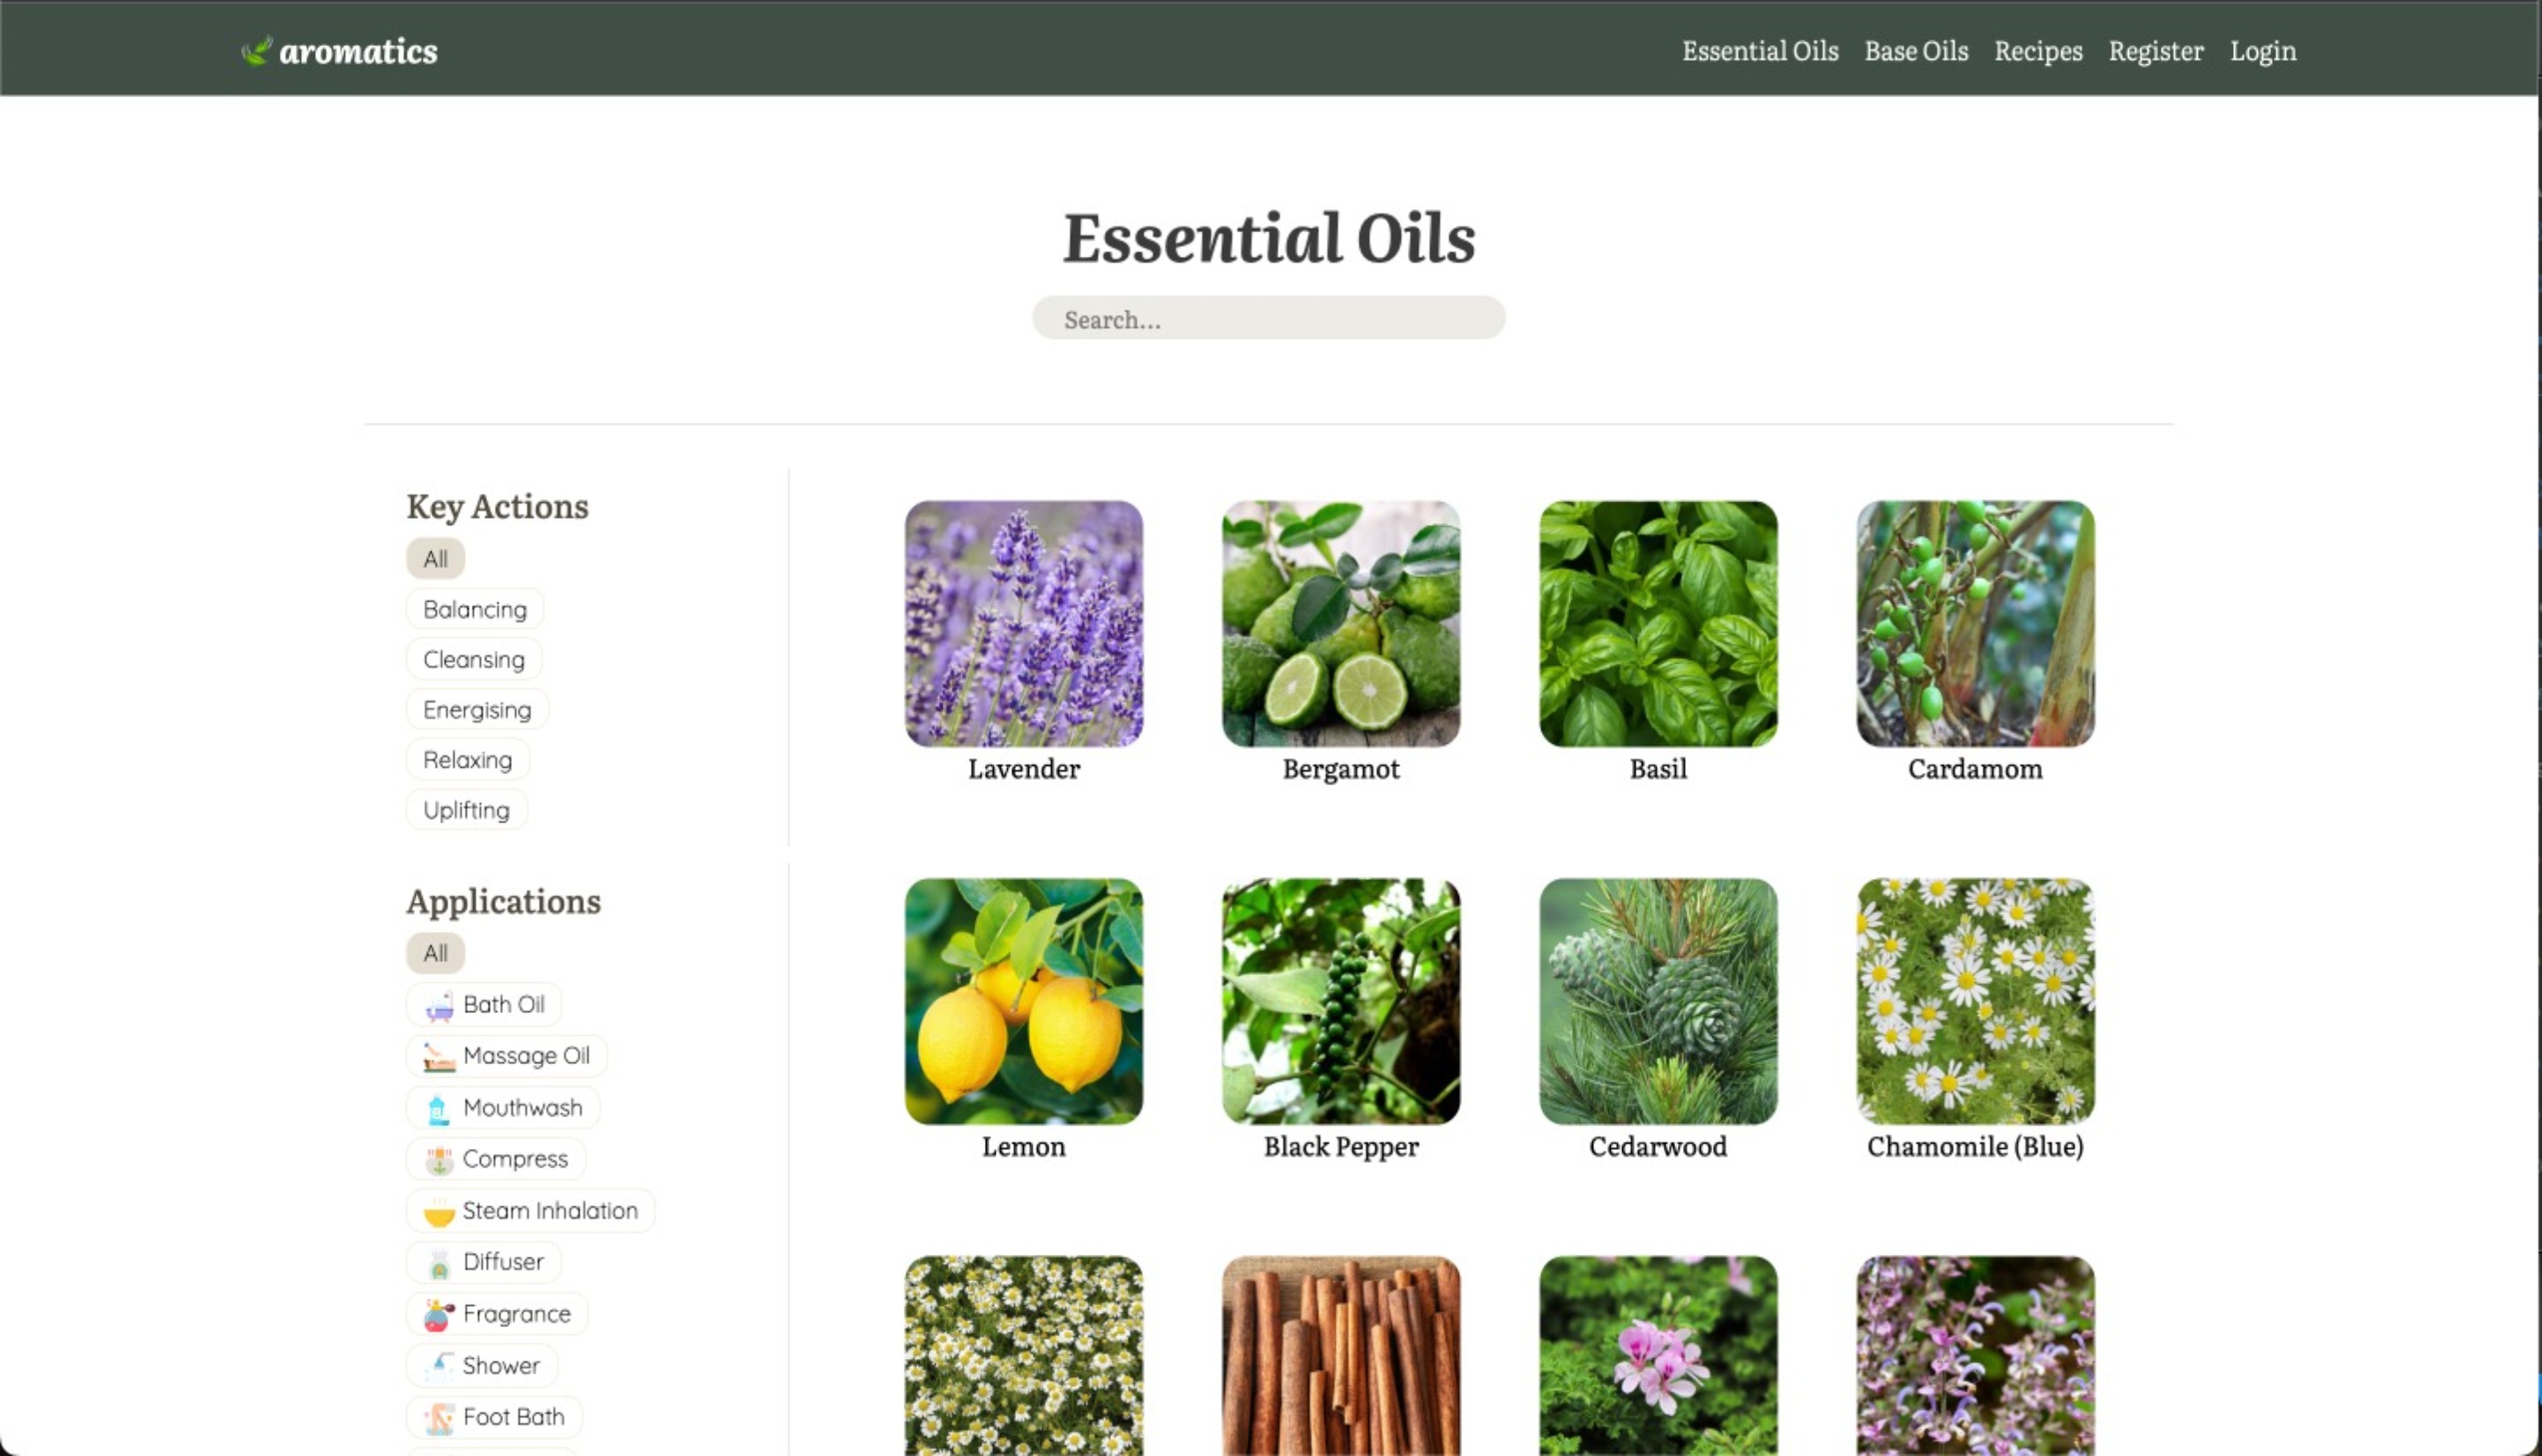 aromatics
Essential Oils Base Oils Recipes Register Login
Essential Oils
Search...
Key Actions
All
Balancing
Cleansing
Energising
Relaxing
Uplifting
Applications
All
Bath Oil
Massage Oil
Mouthwash
Compress
Steam Inhalation
Diffuser
Fragrance
Shower
Foot Bath
Lavender
Bergamot
Basil
Cardamom
Lemon
Black Pepper
Cedarwood
Chamomile (Blue)